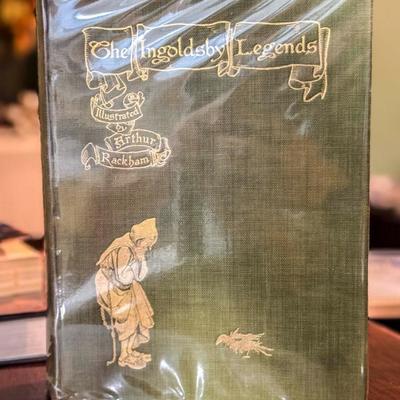 The Ingoldsby Legends
Illustrated
by
Arthur
Rackham